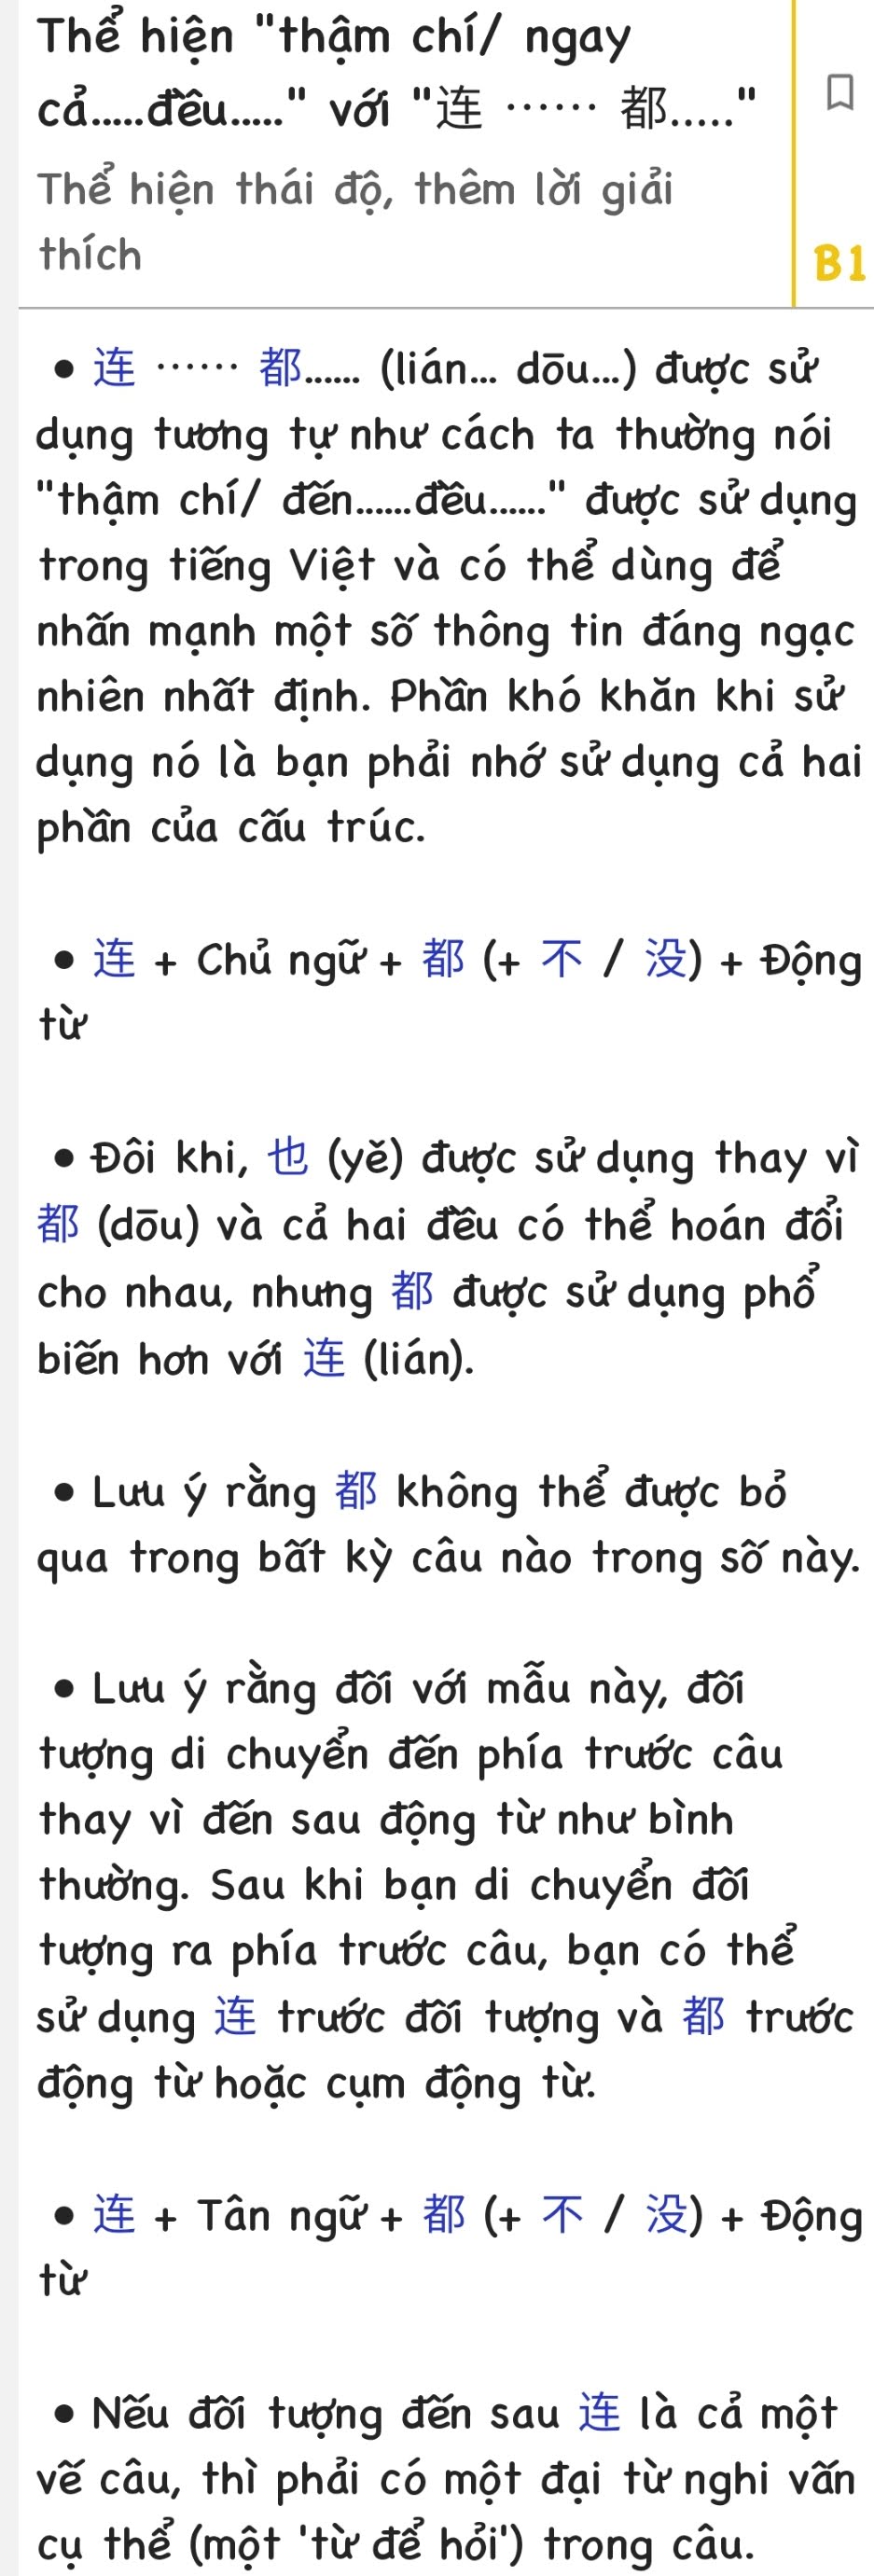 Thể hiện "thậm chí/ ngay
cả.....đều....." với "连 ······ 都....."
Thể hiện thái độ, thêm lời giải
thích
B1
• 连 ······ 都...... (lián... dōu...) được sử
dụng tương tự như cách ta thường nói
"thậm chí/ đến......đều......" được sử dụng
trong tiếng Việt và có thể dùng để
nhấn mạnh một số thông tin đáng ngạc
nhiên nhất định. Phần khó khăn khi sử
dụng nó là bạn phải nhớ sử dụng cả hai
phần của cấu trúc.
• 连 + Chủ ngữ + 都 (+ 不 / 没) + Động
từ
• Đôi khi, 也 (yě) được sử dụng thay vì
都 (dōu) và cả hai đều có thể hoán đổi
cho nhau, nhưng 都 được sử dụng phổ
biến hơn với 连 (lián).
• Lưu ý rằng 都 không thể được bỏ
qua trong bất kỳ câu nào trong số này.
• Lưu ý rằng đối với mẫu này, đối
tượng di chuyển đến phía trước câu
thay vì đến sau động từ như bình
thường. Sau khi bạn di chuyển đối
tượng ra phía trước câu, bạn có thể
sử dụng 连 trước đối tượng và 都 trước
động từ hoặc cụm động từ.
• 连 + Tân ngữ + 都 (+ 不 / 没) + Động
từ
• Nếu đối tượng đến sau 连 là cả một
vế câu, thì phải có một đại từ nghi vấn
cụ thể (một 'từ để hỏi') trong câu.